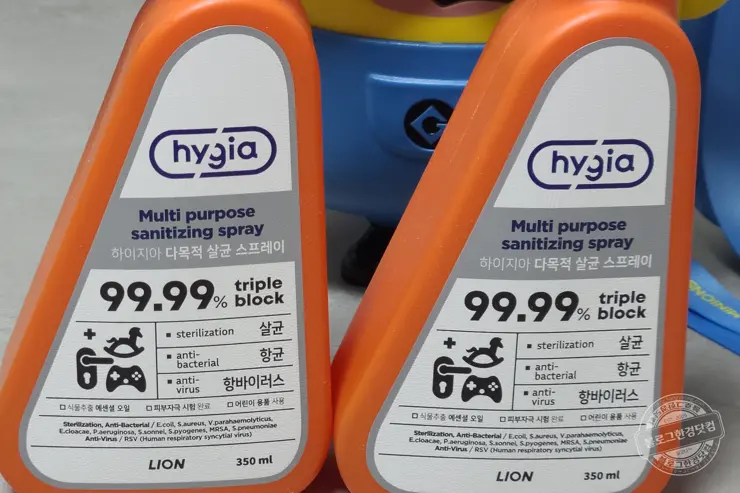 hygia
Multi purpose
sanitizing spray
하이지아 다목적 살균 스프레이
99.99% triple block
sterilization 살균
anti-bacterial 항균
anti-virus 항바이러스
식물추출 에센셜 오일 피부자극 시험 완료 어린이 용품 사용
Sterilization, Anti-Bacterial / E.coli, S.aureus, V.parahaemolyticus,
E.cloacae, P.aeruginosa, S.sonnei, S.pyogenes, MRSA, S.pneumoniae
Anti-Virus / RSV (Human respiratory syncytial virus)
LION 350 ml
hygia
Multi purpose
sanitizing spray
하이지아 다목적 살균 스프레이
99.99% triple block
sterilization 살균
anti-bacterial 항균
anti-virus 항바이러스
식물추출 에센셜 오일 피부자극 시험 완료 어린이 용품 사용
Sterilization, Anti-Bacterial / E.coli, S.aureus, V.parahaemolyticus,
E.cloacae, P.aeruginosa, S.sonnei, S.pyogenes, MRSA, S.pneumoniae
Anti-Virus / RSV (Human respiratory syncytial virus)
LION 350 ml
G
MINION
블로그한경닷컴